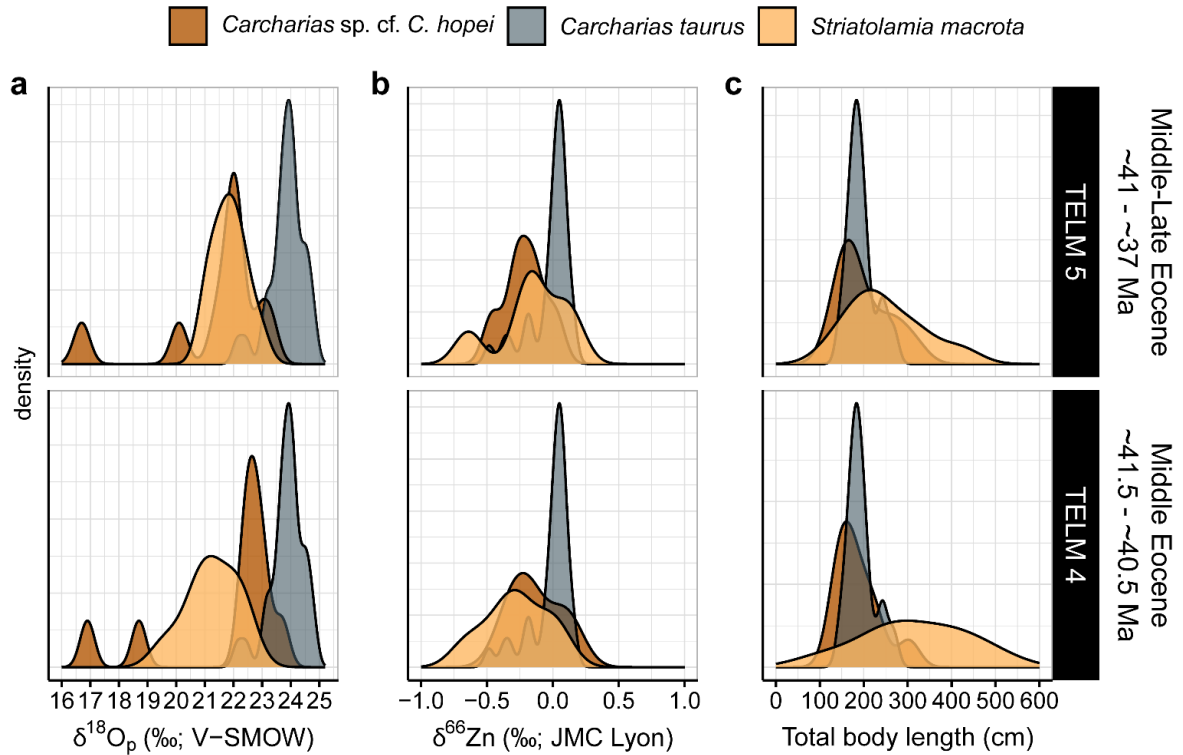 Carcharias sp. cf. C. hopei Carcharias taurus Striatolamia macrota
a b c
density
TELM 5
Middle-Late Eocene
~41 - ~37 Ma
TELM 4
Middle Eocene
~41.5 - ~40.5 Ma
16 17 18 19 20 21 22 23 24 25
−1.0 −0.5 0.0 0.5 1.0
0 100 200 300 400 500 600
δ¹⁸Oₚ (‰; V−SMOW)
δ⁶⁶Zn (‰; JMC Lyon)
Total body length (cm)